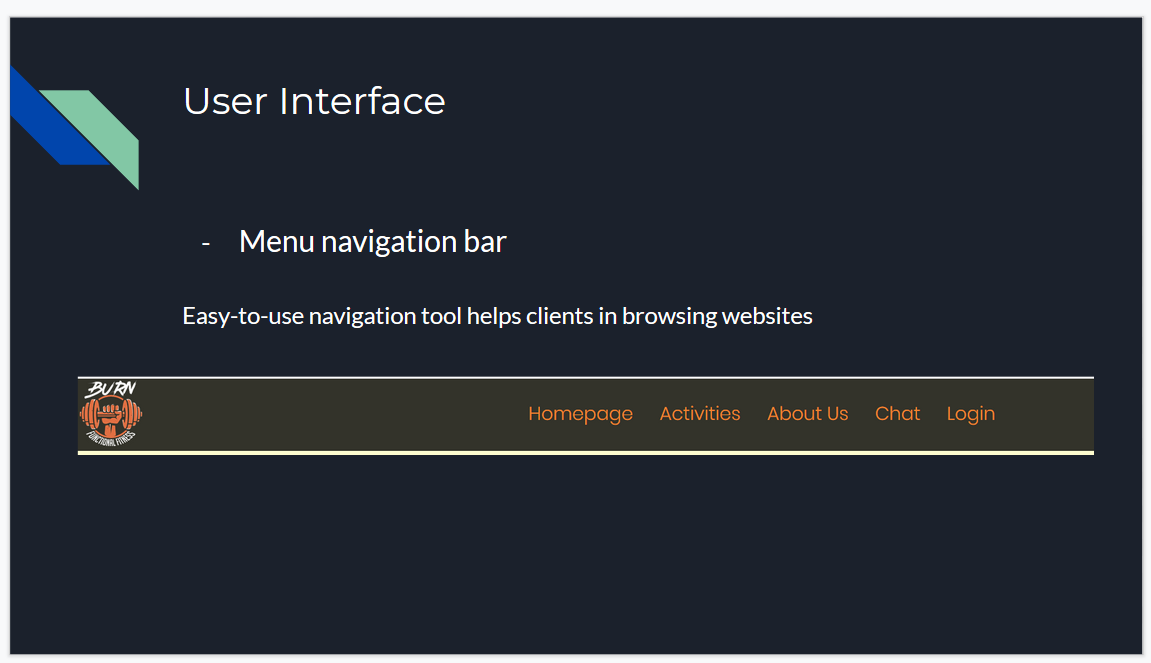 User Interface
- Menu navigation bar
Easy-to-use navigation tool helps clients in browsing websites
BURN
FUNCTIONAL FITNESS
Homepage Activities About Us Chat Login